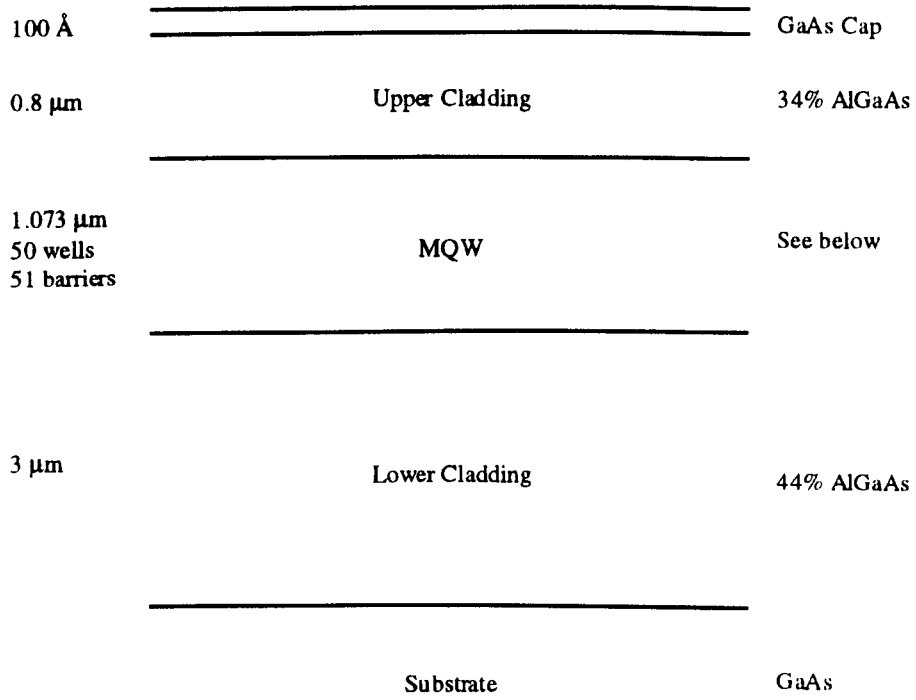 100 Å
GaAs Cap
0.8 μm
Upper Cladding
34% AlGaAs
1.073 μm
50 wells
51 barriers
MQW
See below
3 μm
Lower Cladding
44% AlGaAs
Substrate
GaAs